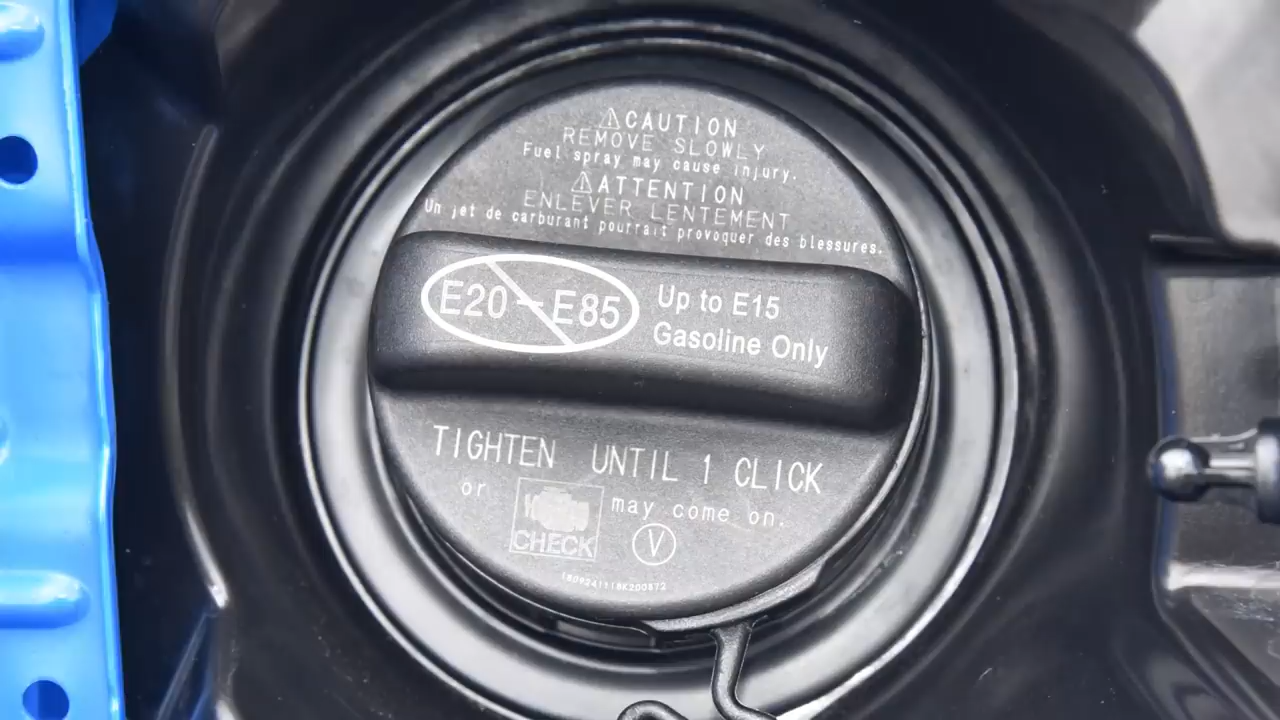 ⚠CAUTION
REMOVE SLOWLY
Fuel spray may cause injury.
⚠ATTENTION
ENLEVER LENTEMENT
Un jet de carburant pourrait provoquer des blessures.
E20-E85
Up to E15
Gasoline Only
TIGHTEN UNTIL 1 CLICK
or CHECK may come on.
V